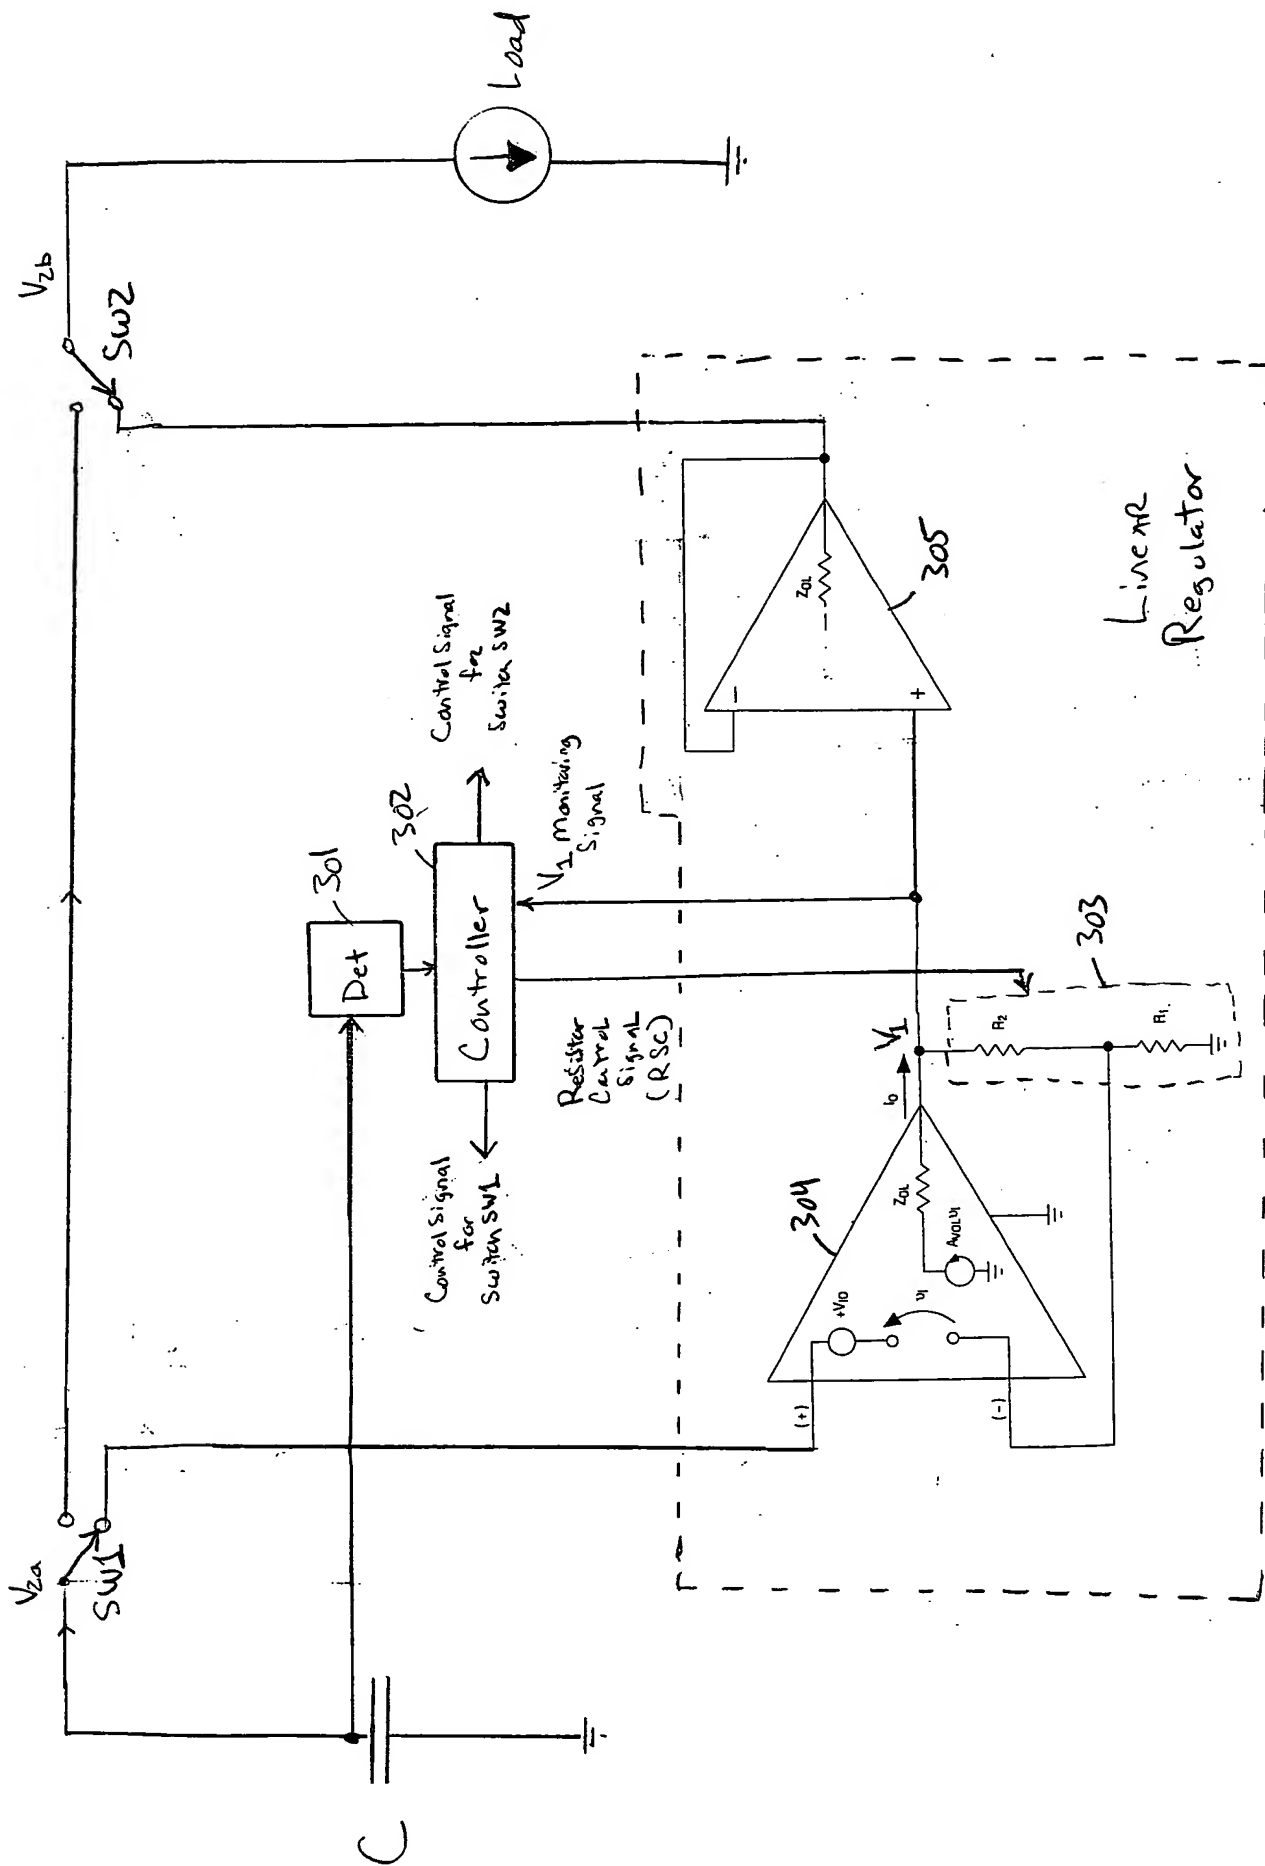 V2a
SW1
V2b
SW2
Load
C
301
Det
302
Controller
Control Signal
for
Switch SW1
Control Signal
for
Switch SW2
V1 Monitoring
Signal
Resistor
Control
Signal
(RSC)
304
(+)
(-)
+VIO
vI
AVOLvI
ZOL
IO
V1
303
R2
R1
-
+
ZOL
305
Linear
Regulator